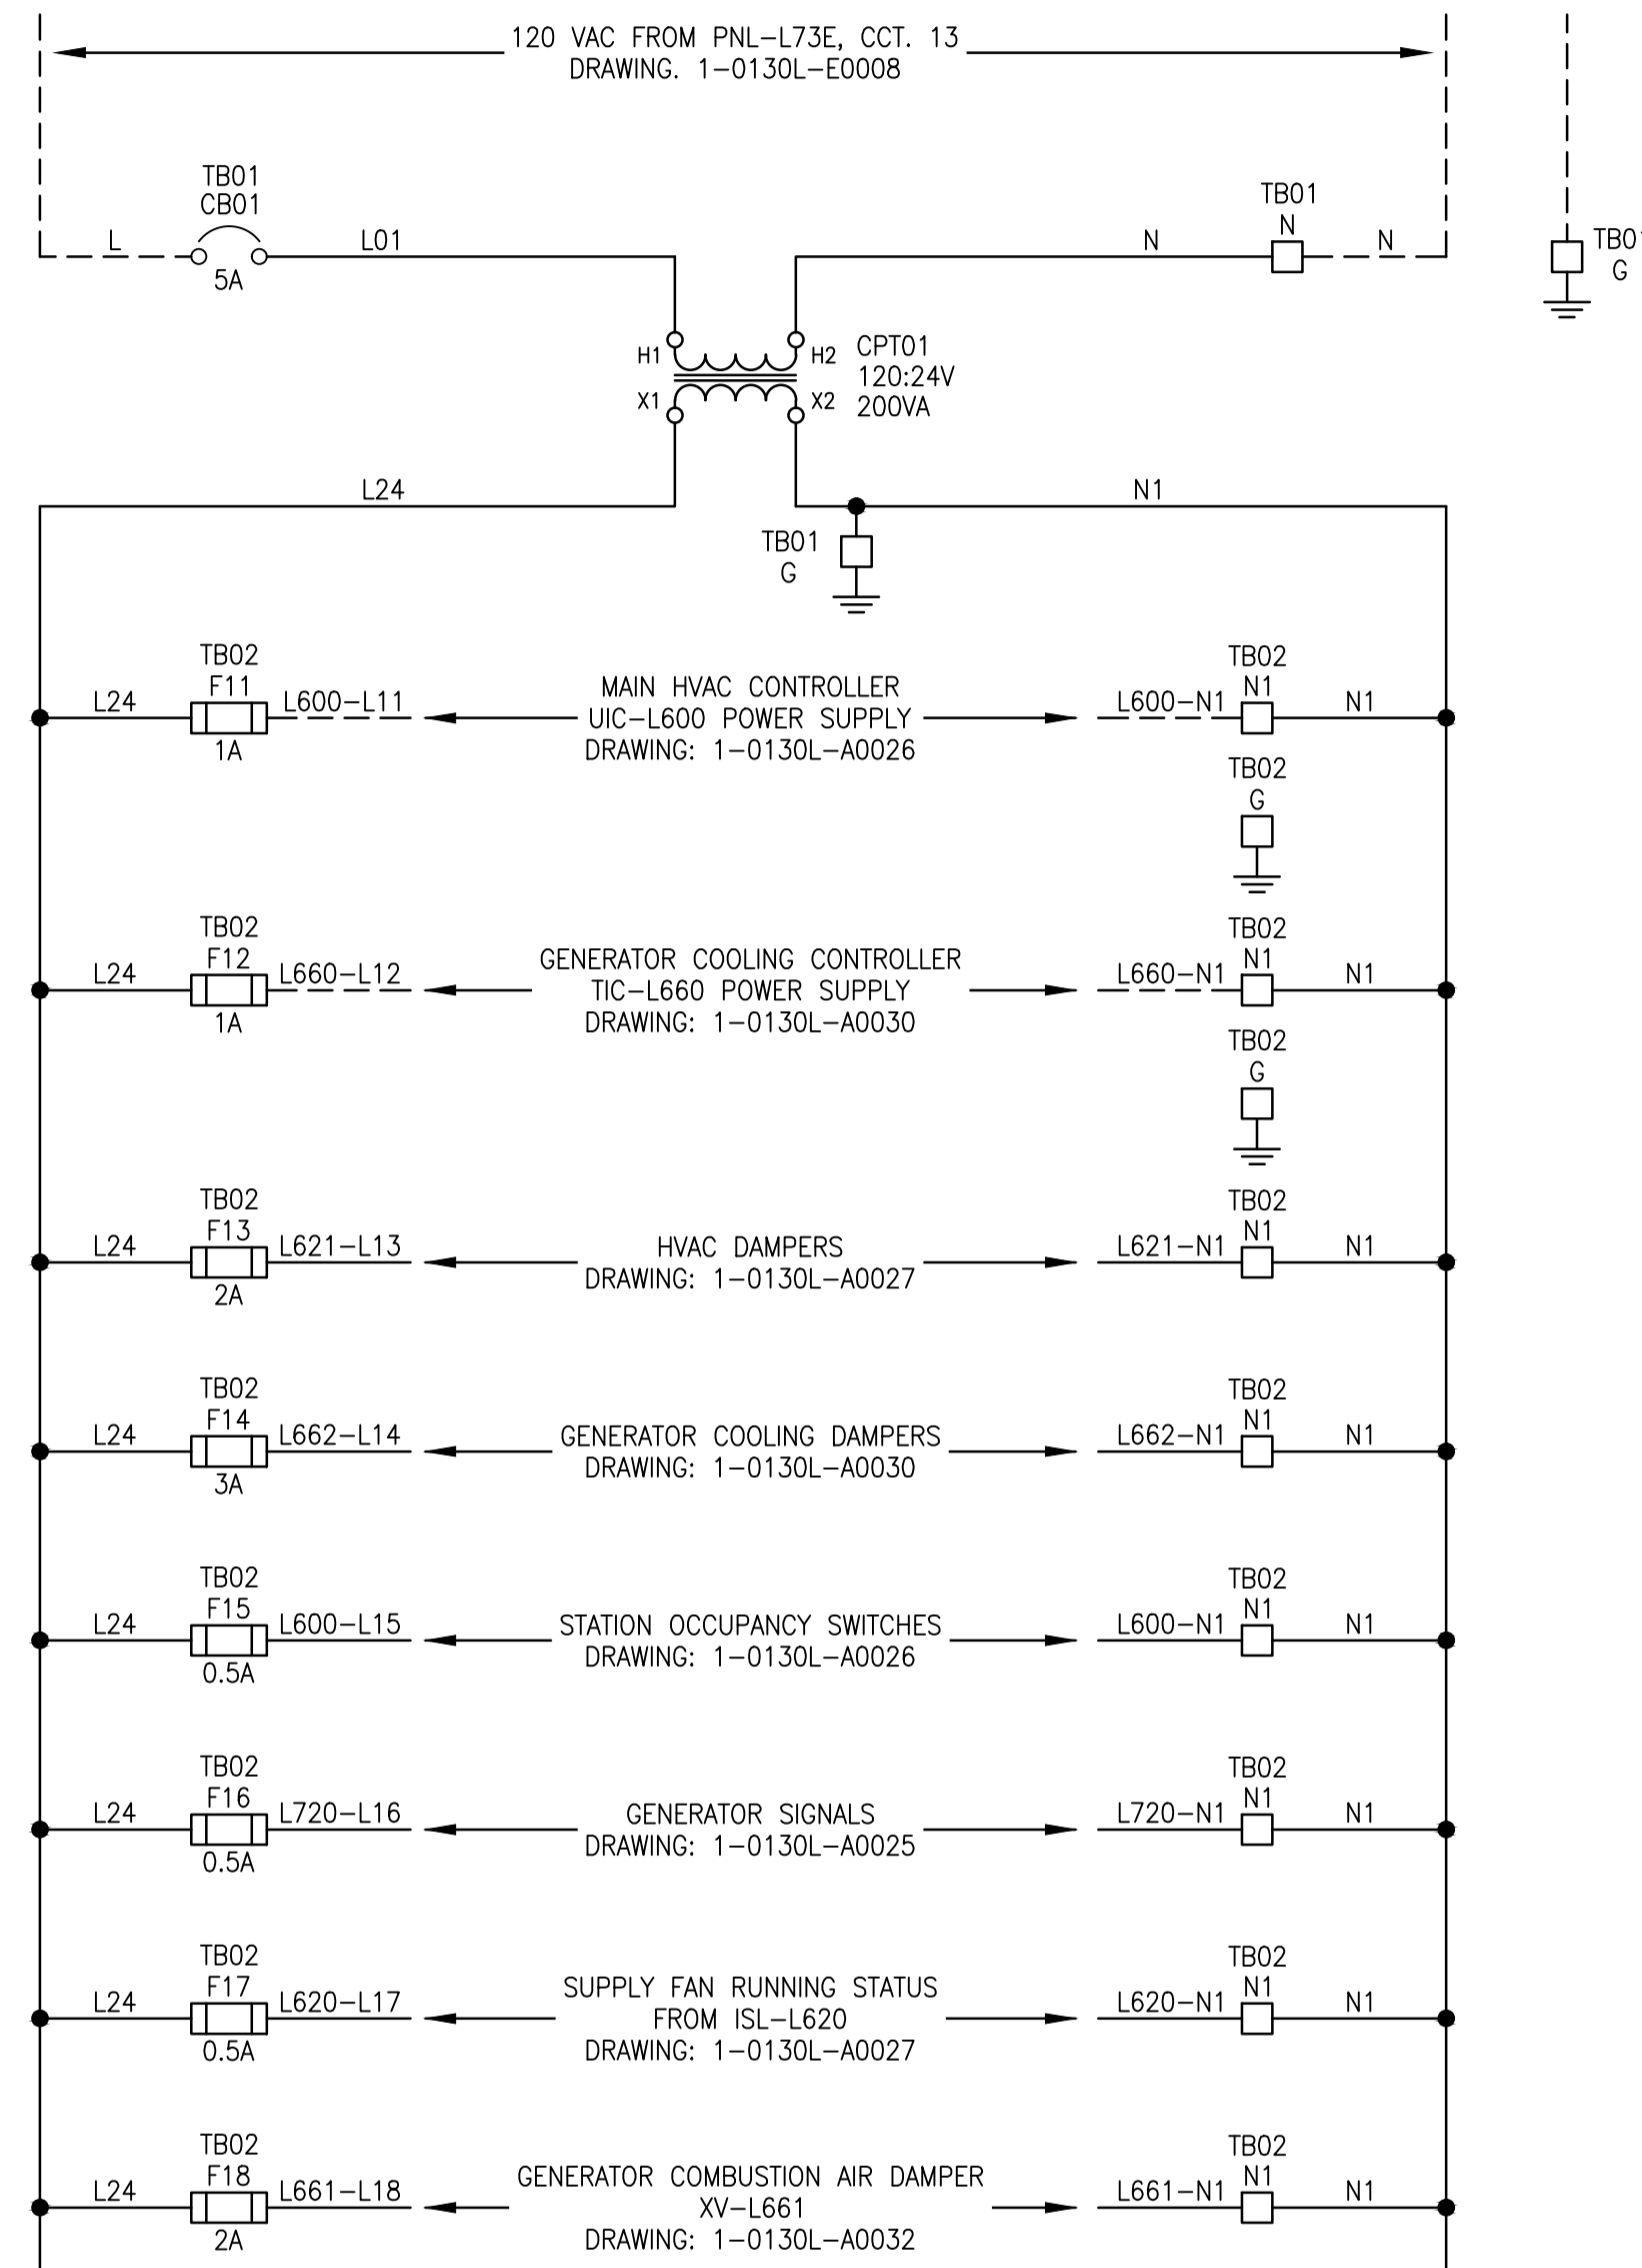 120 VAC FROM PNL-L73E, CCT. 13
DRAWING. 1-0130L-E0008
TB01
CB01
L
L01
5A
N
TB01
N
N
TB01
G
H1
H2
CPT01
120:24V
X1
X2
200VA
L24
N1
TB01
G
TB02
F11
L24
L600-L11
1A
MAIN HVAC CONTROLLER
UIC-L600 POWER SUPPLY
DRAWING: 1-0130L-A0026
TB02
N1
L600-N1
N1
TB02
G
TB02
F12
L24
L660-L12
1A
GENERATOR COOLING CONTROLLER
TIC-L660 POWER SUPPLY
DRAWING: 1-0130L-A0030
TB02
N1
L660-N1
N1
TB02
G
TB02
F13
L24
L621-L13
2A
HVAC DAMPERS
DRAWING: 1-0130L-A0027
TB02
N1
L621-N1
N1
TB02
F14
L24
L662-L14
3A
GENERATOR COOLING DAMPERS
DRAWING: 1-0130L-A0030
TB02
N1
L662-N1
N1
TB02
F15
L24
L600-L15
0.5A
STATION OCCUPANCY SWITCHES
DRAWING: 1-0130L-A0026
TB02
N1
L600-N1
N1
TB02
F16
L24
L720-L16
0.5A
GENERATOR SIGNALS
DRAWING: 1-0130L-A0025
TB02
N1
L720-N1
N1
TB02
F17
L24
L620-L17
0.5A
SUPPLY FAN RUNNING STATUS
FROM ISL-L620
DRAWING: 1-0130L-A0027
TB02
N1
L620-N1
N1
TB02
F18
L24
L661-L18
2A
GENERATOR COMBUSTION AIR DAMPER
XV-L661
DRAWING: 1-0130L-A0032
TB02
N1
L661-N1
N1